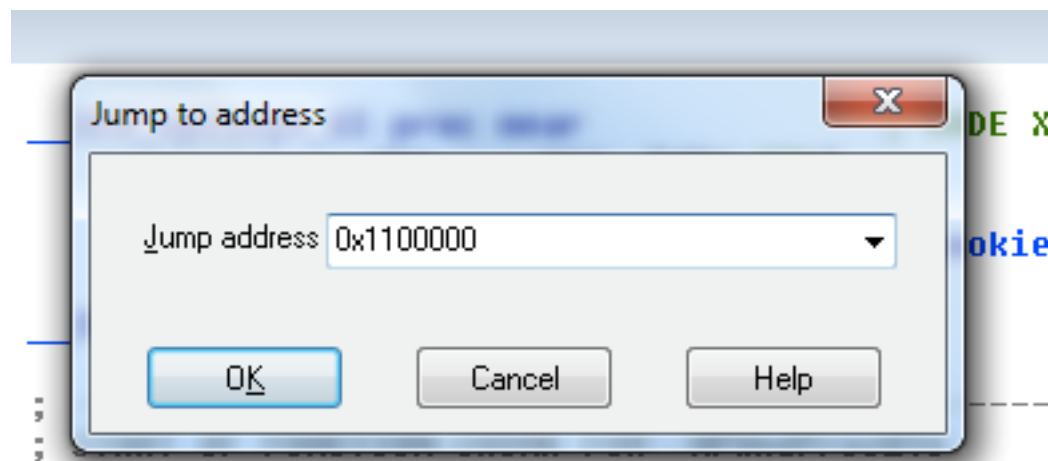 Jump to address
DE X
Jump address 0x1100000
okie
OK Cancel Help
;
;